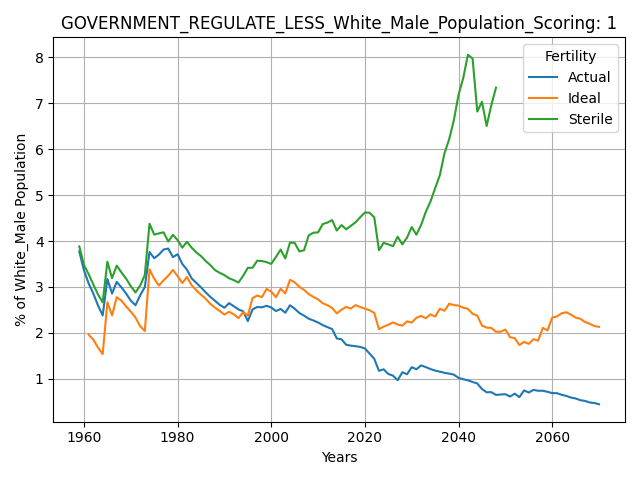 GOVERNMENT_REGULATE_LESS_White_Male_Population_Scoring: 1
Fertility
Actual
Ideal
Sterile
8
7
6
5
4
3
2
1
% of White_Male Population
1960
1980
2000
2020
2040
2060
Years